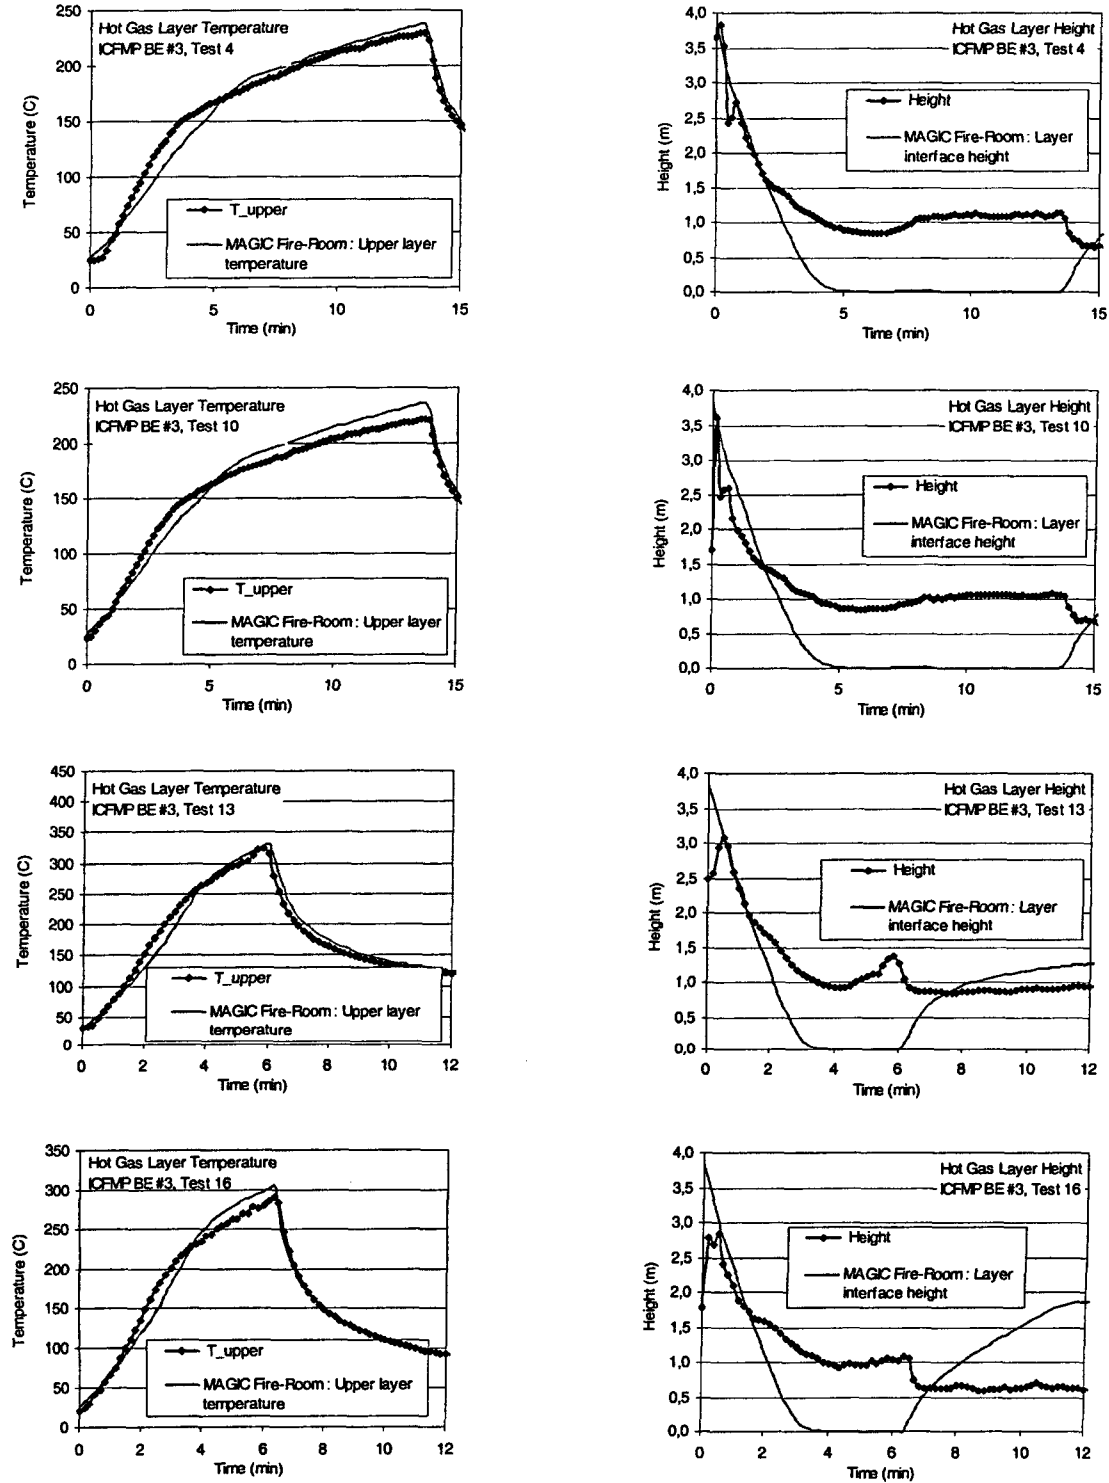 Hot Gas Layer Temperature
ICFMP BE #3, Test 4
Temperature (C)
250
200
150
100
50
0
T_upper
MAGIC Fire-Room : Upper layer
temperature
0 5 10 15
Time (min)
Hot Gas Layer Height
ICFMP BE #3, Test 4
Height (m)
4,0
3,5
3,0
2,5
2,0
1,5
1,0
0,5
0,0
Height
MAGIC Fire-Room : Layer
interface height
0 5 10 15
Time (min)
Hot Gas Layer Temperature
ICFMP BE #3, Test 10
Temperature (C)
250
200
150
100
50
0
T_upper
MAGIC Fire-Room : Upper layer
temperature
0 5 10 15
Time (min)
Hot Gas Layer Height
ICFMP BE #3, Test 10
Height (m)
4,0
3,5
3,0
2,5
2,0
1,5
1,0
0,5
0,0
Height
MAGIC Fire-Room : Layer
interface height
0 5 10 15
Time (min)
Hot Gas Layer Temperature
ICFMP BE #3, Test 13
Temperature (C)
450
400
350
300
250
200
150
100
50
0
T_upper
MAGIC Fire-Room : Upper layer
temperature
0 2 4 6 8 10 12
Time (min)
Hot Gas Layer Height
ICFMP BE #3, Test 13
Height (m)
4,0
3,5
3,0
2,5
2,0
1,5
1,0
0,5
0,0
Height
MAGIC Fire-Room : Layer
interface height
0 2 4 6 8 10 12
Time (min)
Hot Gas Layer Temperature
ICFMP BE #3, Test 16
Temperature (C)
350
300
250
200
150
100
50
0
T_upper
MAGIC Fire-Room : Upper layer
temperature
0 2 4 6 8 10 12
Time (min)
Hot Gas Layer Height
ICFMP BE #3, Test 16
Height (m)
4,0
3,5
3,0
2,5
2,0
1,5
1,0
0,5
0,0
Height
MAGIC Fire-Room : Layer
interface height
0 2 4 6 8 10 12
Time (min)